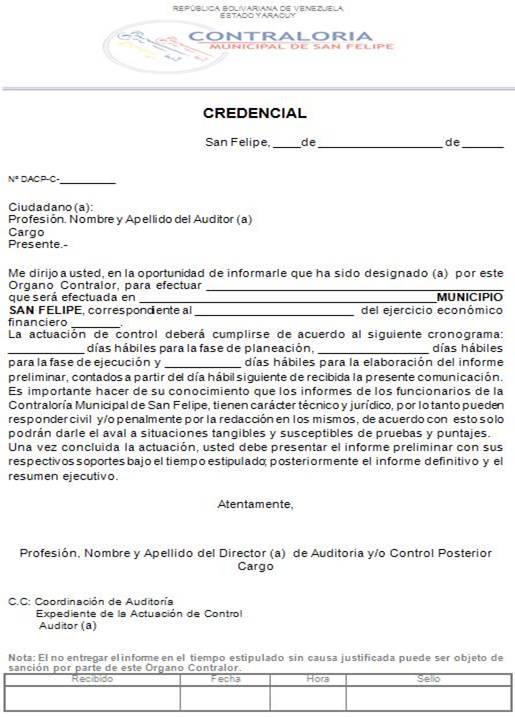 REPÚBLICA BOLIVARIANA DE VENEZUELA
ESTADO YARACUY
CONTRALORIA
MUNICIPAL DE SAN FELIPE
CREDENCIAL
San Felipe, ____de __________________ de ______
Nº DACP-C-__________
Ciudadano (a):
Profesión. Nombre y Apellido del Auditor (a)
Cargo
Presente.-
Me dirijo a usted, en la oportunidad de informarle que ha sido designado (a) por este
Organo Contralor, para efectuar ___________________________________________
que será efectuada en ___________________________________________MUNICIPIO
SAN FELIPE, correspondiente al _______________________ del ejercicio económico
financiero _______.
La actuación de control deberá cumplirse de acuerdo al siguiente cronograma:
___________ días hábiles para la fase de planeación, ________________ días hábiles
para la fase de ejecución y ___________ días hábiles para la elaboración del informe
preliminar, contados a partir del día hábil siguiente de recibida la presente comunicación.
Es importante hacer de su conocimiento que los informes de los funcionarios de la
Contraloría Municipal de San Felipe, tienen carácter técnico y jurídico, por lo tanto pueden
responder civil y/o penalmente por la redacción en los mismos, de acuerdo con esto solo
podrán darle el aval a situaciones tangibles y susceptibles de pruebas y puntajes.
Una vez concluida la actuación, usted debe presentar el informe preliminar con sus
respectivos soportes bajo el tiempo estipulado; posteriormente el informe definitivo y el
resumen ejecutivo.
Atentamente,
Profesión, Nombre y Apellido del Director (a) de Auditoria y/o Control Posterior
Cargo
C.C: Coordinación de Auditoría
Expediente de la Actuación de Control
Auditor (a)
Nota: El no entregar el informe en el tiempo estipulado sin causa justificada puede ser objeto de
sanción por parte de este Organo Contralor.
Recibido Fecha Hora Sello